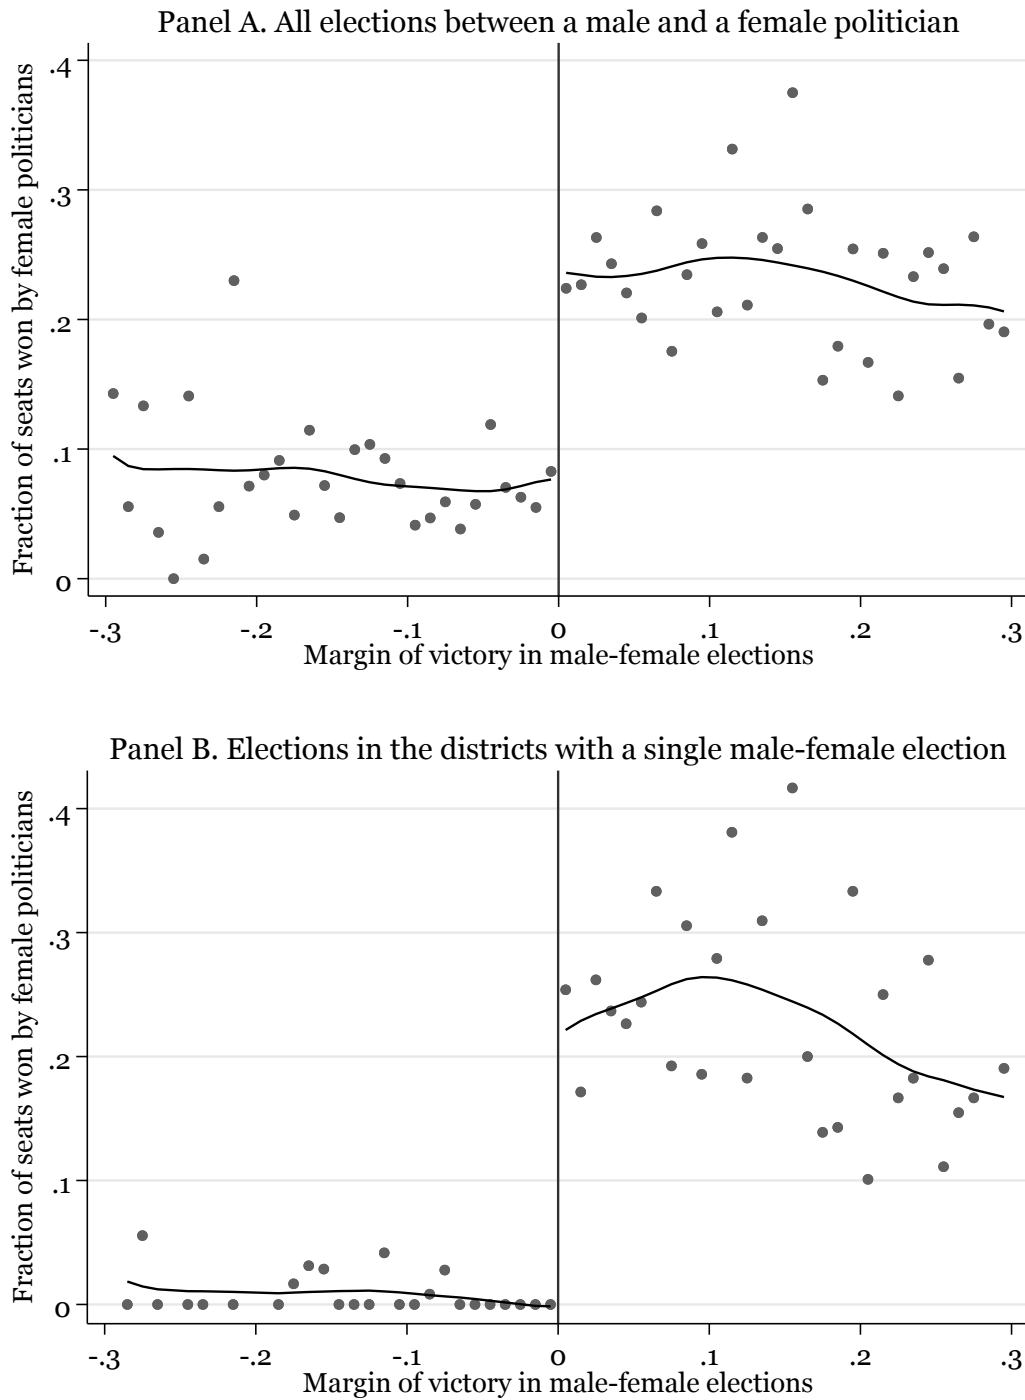 Panel A. All elections between a male and a female politician
Fraction of seats won by female politicians
.4
.3
.2
.1
0
-.3 -.2 -.1 0 .1 .2 .3
Margin of victory in male-female elections
Panel B. Elections in the districts with a single male-female election
Fraction of seats won by female politicians
.4
.3
.2
.1
0
-.3 -.2 -.1 0 .1 .2 .3
Margin of victory in male-female elections